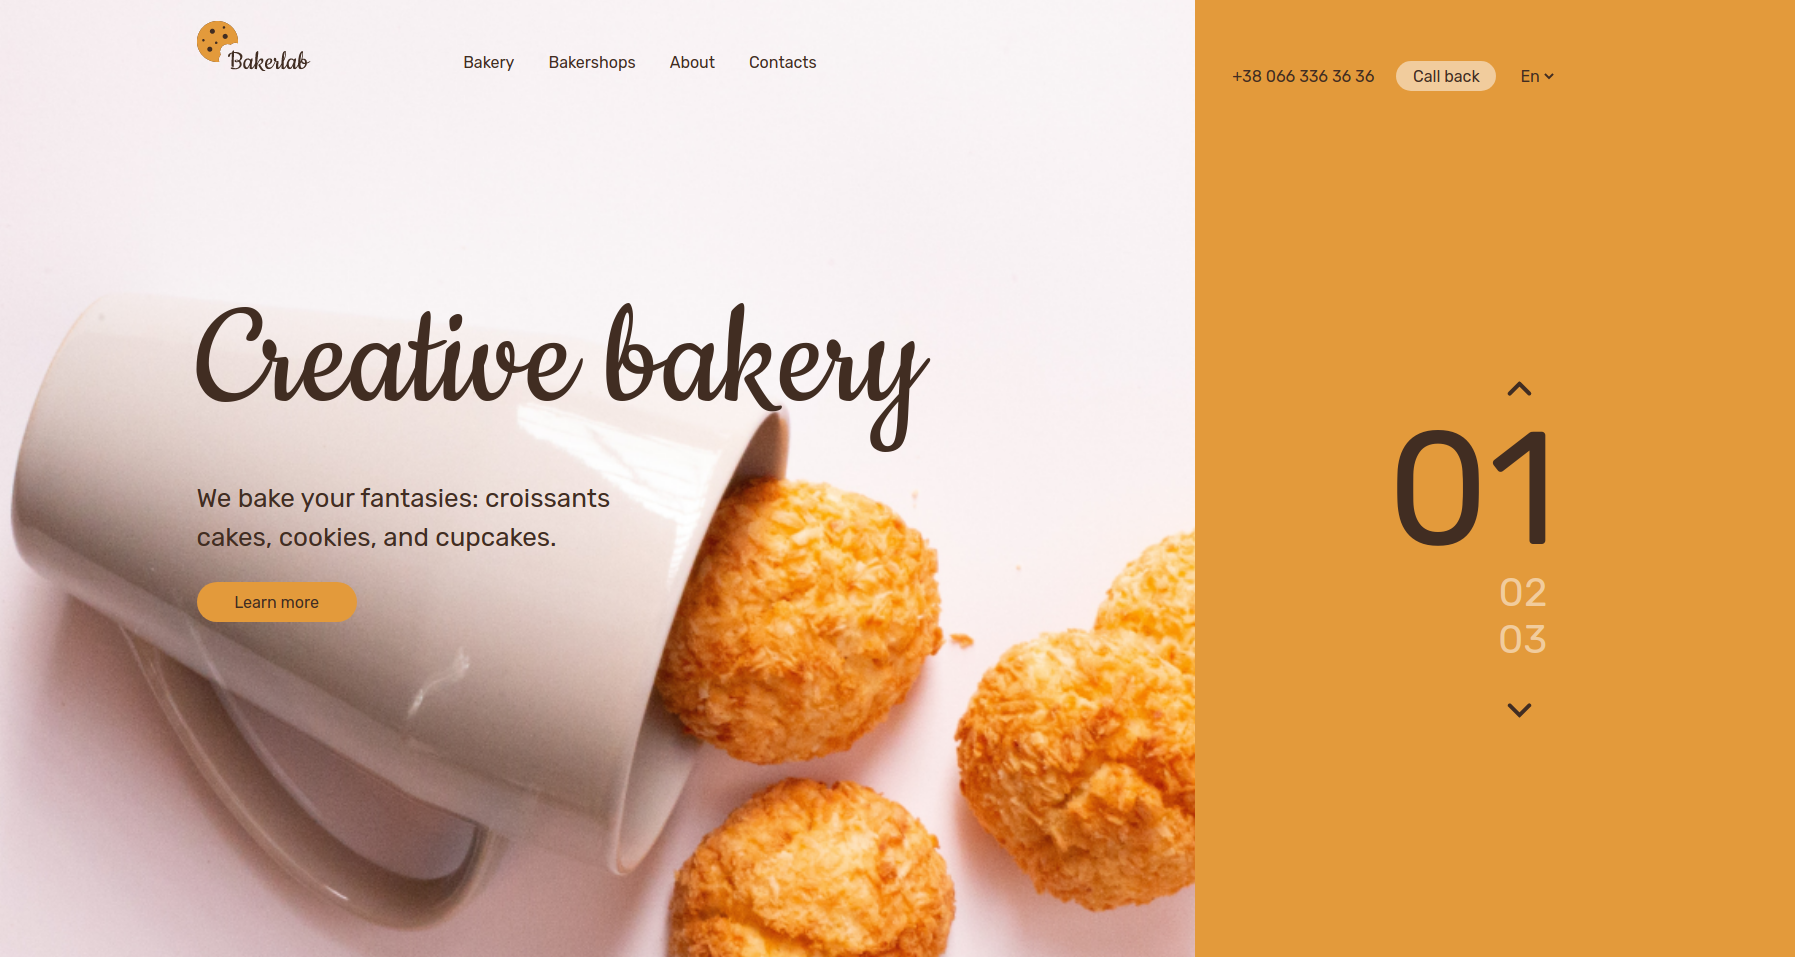 Bakerlab
Bakery Bakershops About Contacts
+38 066 336 36 36 Call back En
Creative bakery
We bake your fantasies: croissants
cakes, cookies, and cupcakes.
Learn more
01
02
03